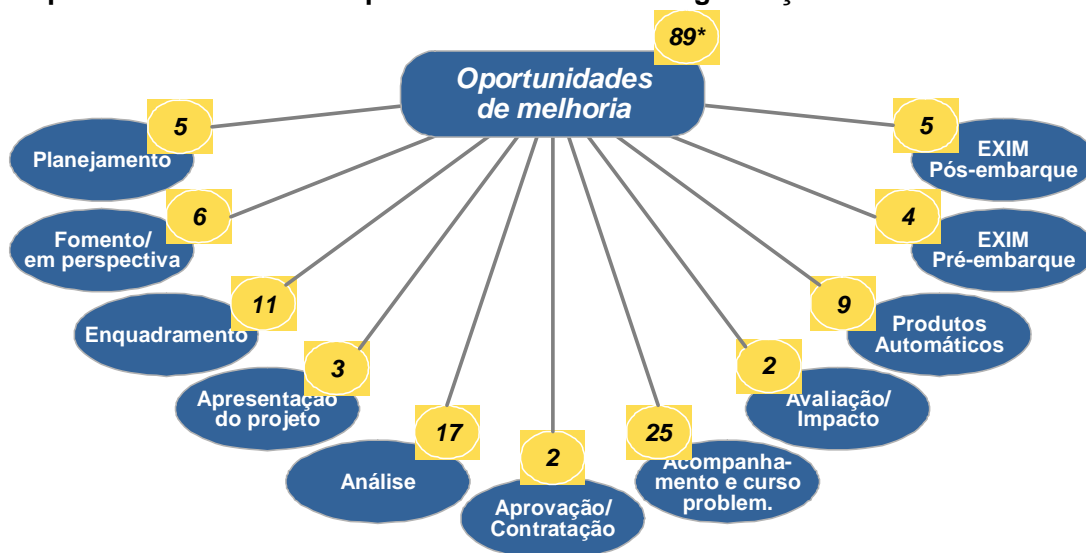 89*
Oportunidades
de melhoria
5
Planejamento
6
Fomento/
em perspectiva
11
Enquadramento
3
Apresentação
do projeto
17
Análise
2
Aprovação/
Contratação
25
Acompanha-
mento e curso
problem.
2
Avaliação/
Impacto
9
Produtos
Automáticos
4
EXIM
Pré-embarque
5
EXIM
Pós-embarque